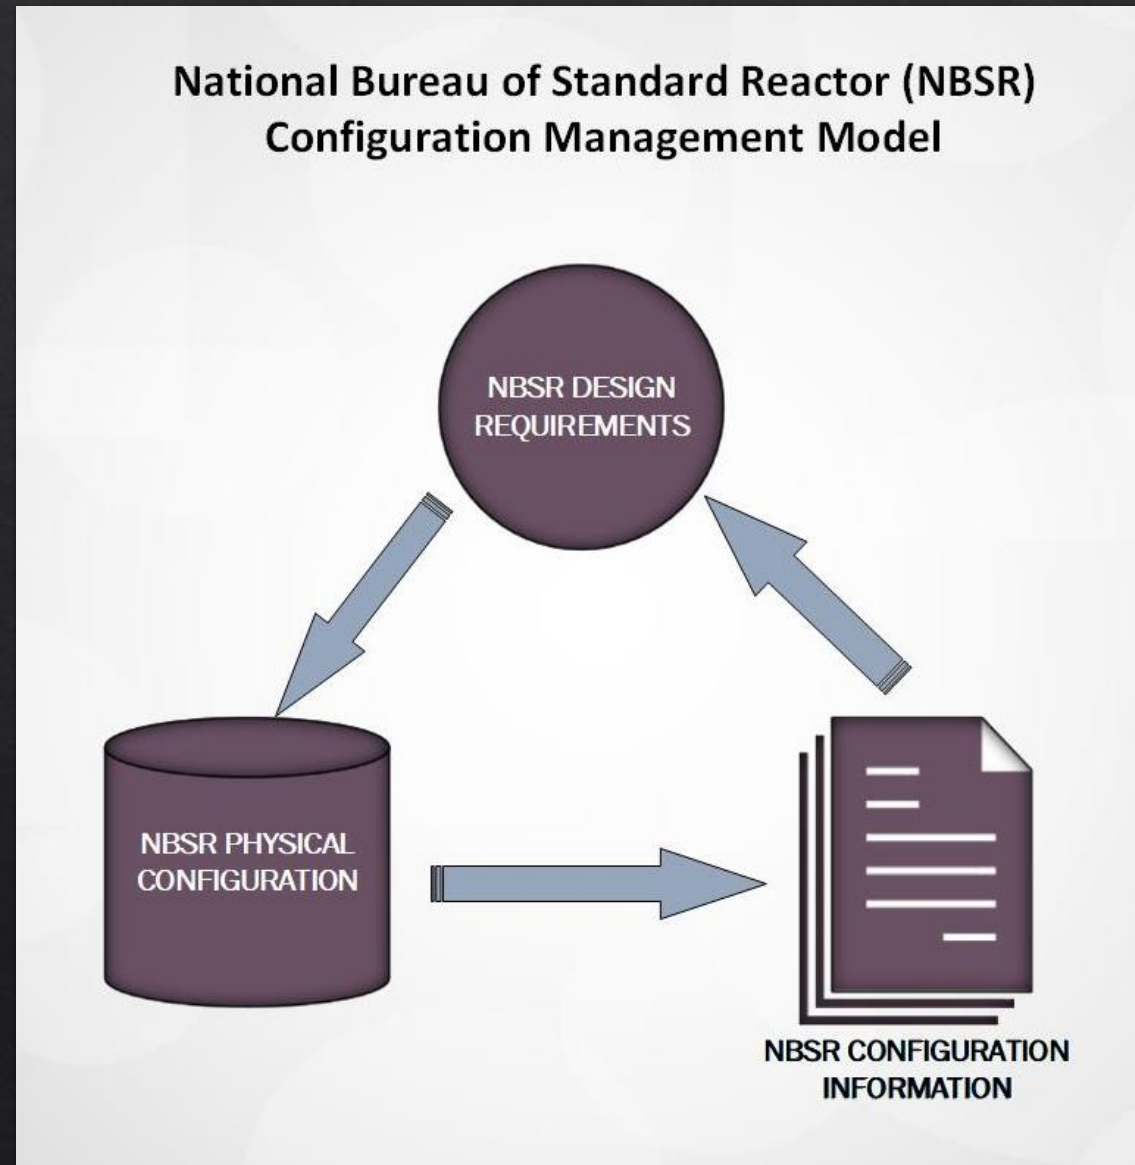 National Bureau of Standard Reactor (NBSR)
Configuration Management Model
NBSR DESIGN
REQUIREMENTS
NBSR PHYSICAL
CONFIGURATION
NBSR CONFIGURATION
INFORMATION